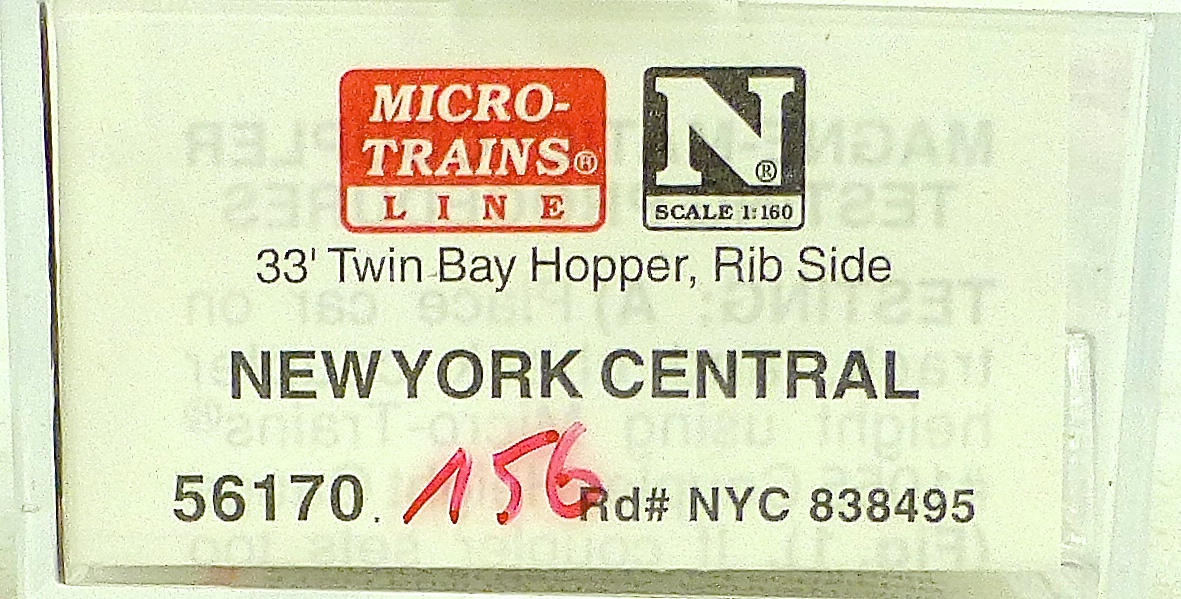 MICRO-
TRAINS®
LINE
N®
SCALE 1:160
33' Twin Bay Hopper, Rib Side
NEW YORK CENTRAL
56170. 156 Rd# NYC 838495